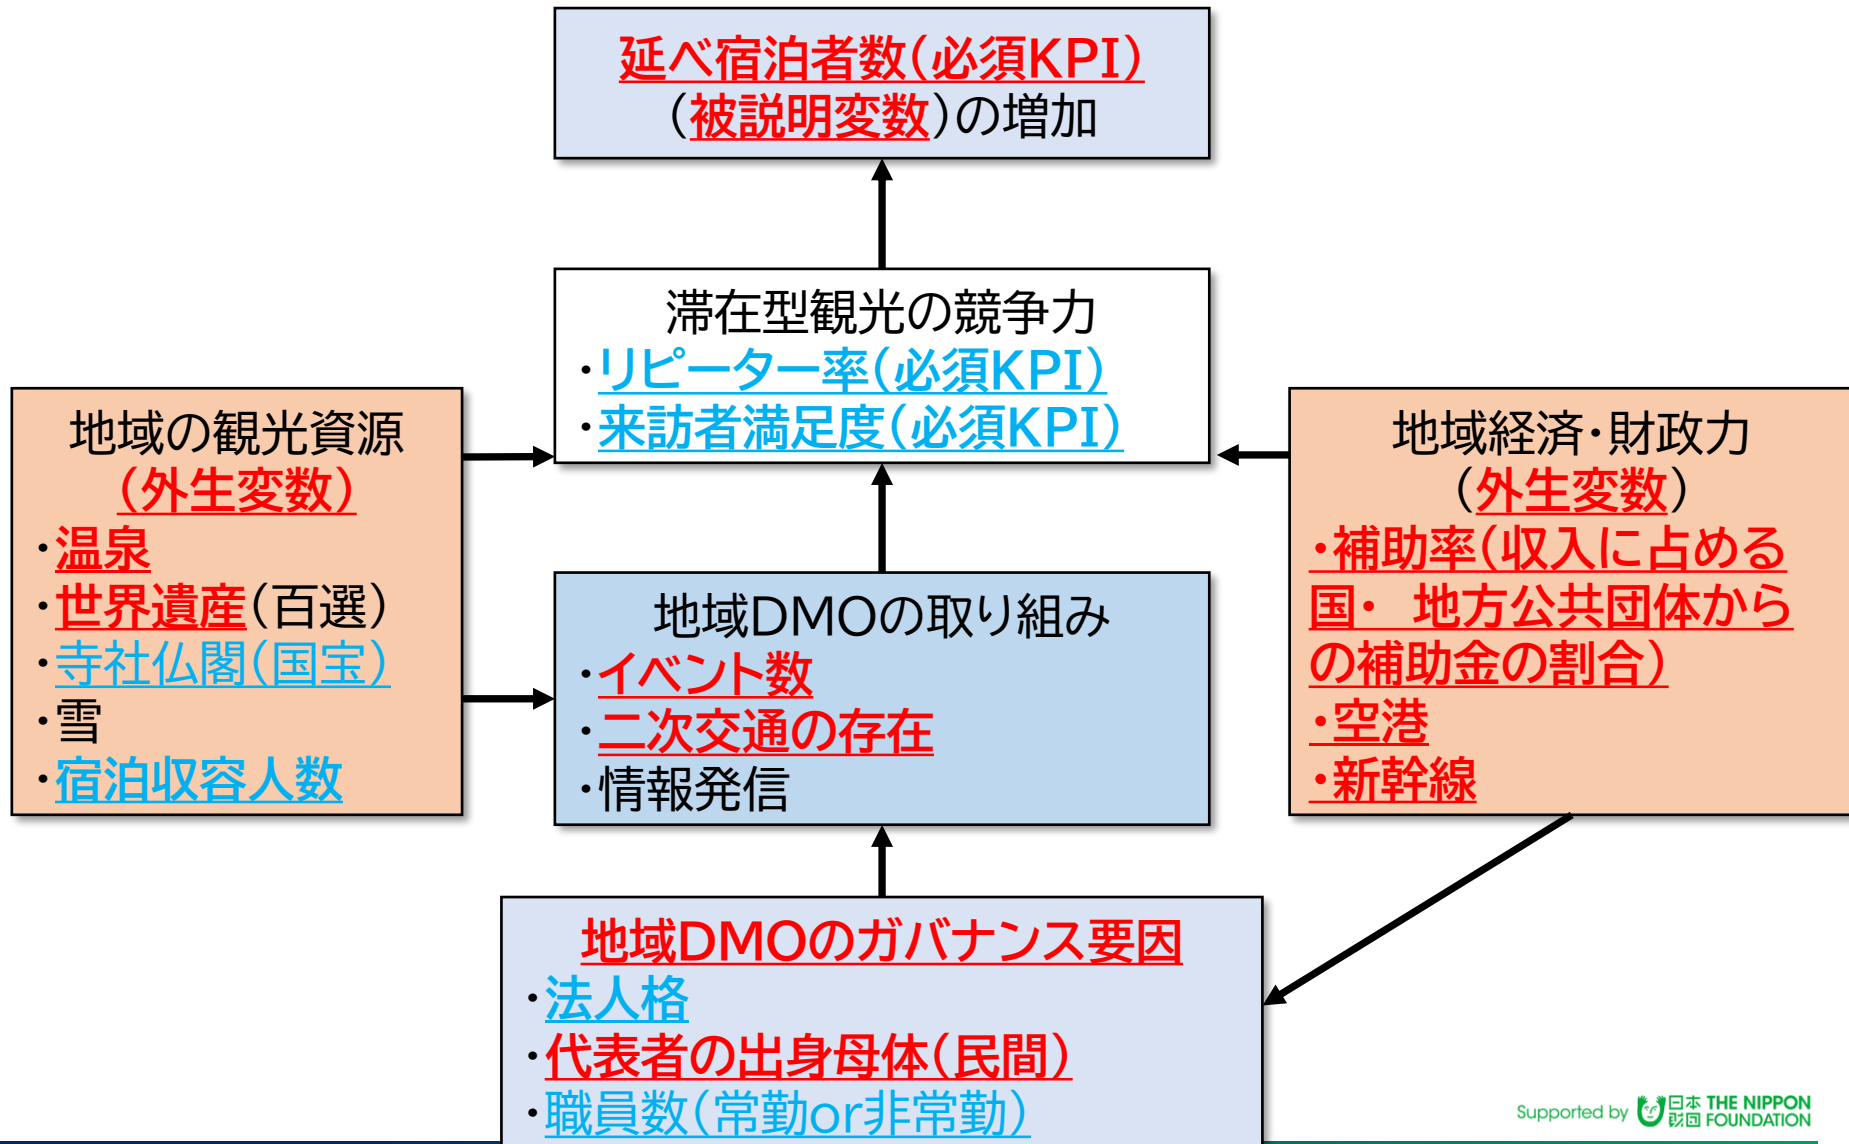 延べ宿泊者数(必須KPI)
(被説明変数)の増加
滞在型観光の競争力
・リピーター率(必須KPI)
・来訪者満足度(必須KPI)
地域の観光資源
(外生変数)
・温泉
・世界遺産(百選)
・寺社仏閣(国宝)
・雪
・宿泊収容人数
地域経済・財政力
(外生変数)
・補助率(収入に占める
国・ 地方公共団体から
の補助金の割合)
・空港
・新幹線
地域DMOの取り組み
・イベント数
・二次交通の存在
・情報発信
地域DMOのガバナンス要因
・法人格
・代表者の出身母体(民間)
・職員数(常勤or非常勤)
Supported by 日本財団 THE NIPPON FOUNDATION